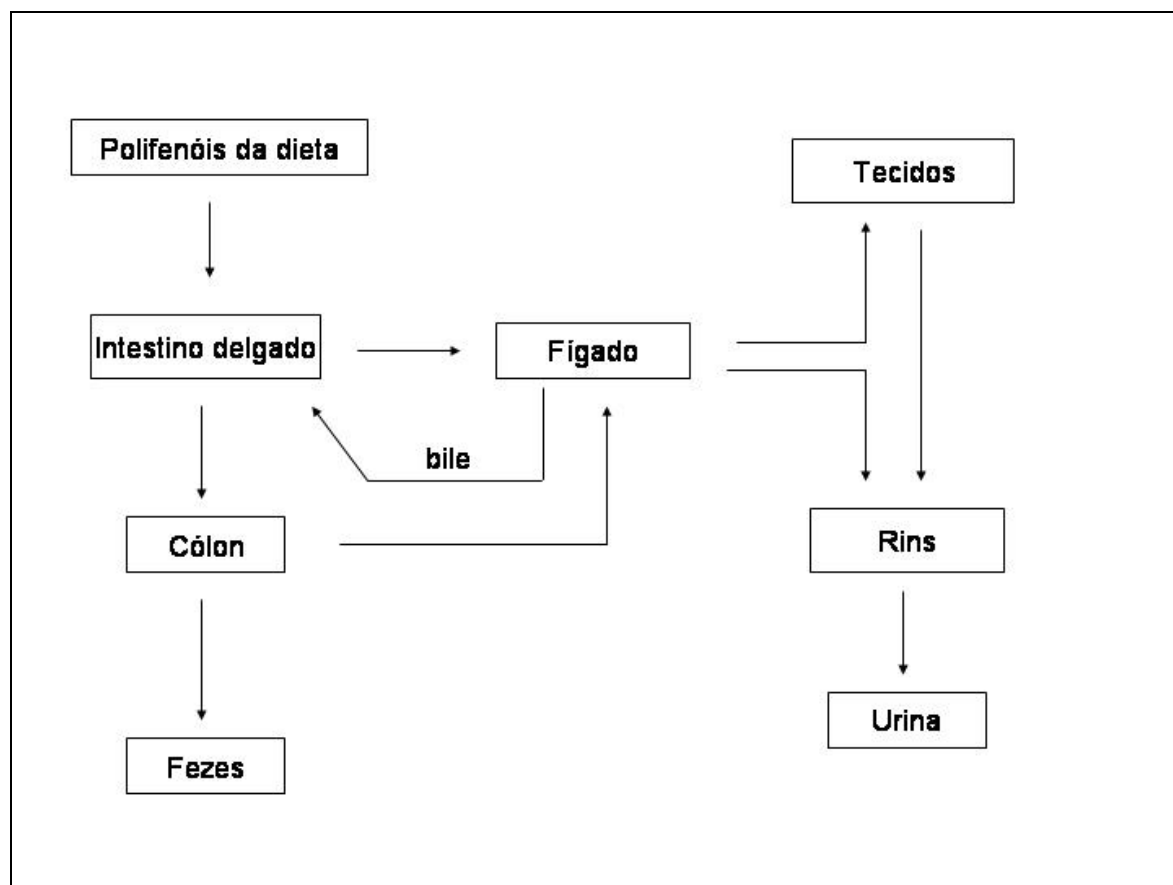 Polifenóis da dieta
Tecidos
Intestino delgado
Fígado
bile
Cólon
Rins
Urina
Fezes